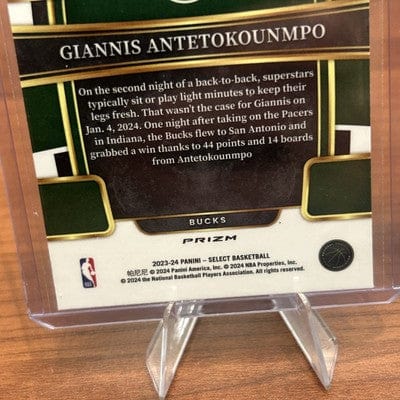 GIANNIS ANTETOKOUNMPO
On the second night of a back-to-back, superstars
typically sit or play light minutes to keep their
legs fresh. That wasn't the case for Giannis on
Jan. 4, 2024. One night after taking on the Pacers
in Indiana, the Bucks flew to San Antonio and
grabbed a win thanks to 44 points and 14 boards
from Antetokounmpo
BUCKS
PRIZM
2023-24 PANINI – SELECT BASKETBALL
帕尼尼 © 2024 Panini America, Inc. © 2024 NBA Properties, Inc.
© 2024 the National Basketball Players Association. All rights reserved.